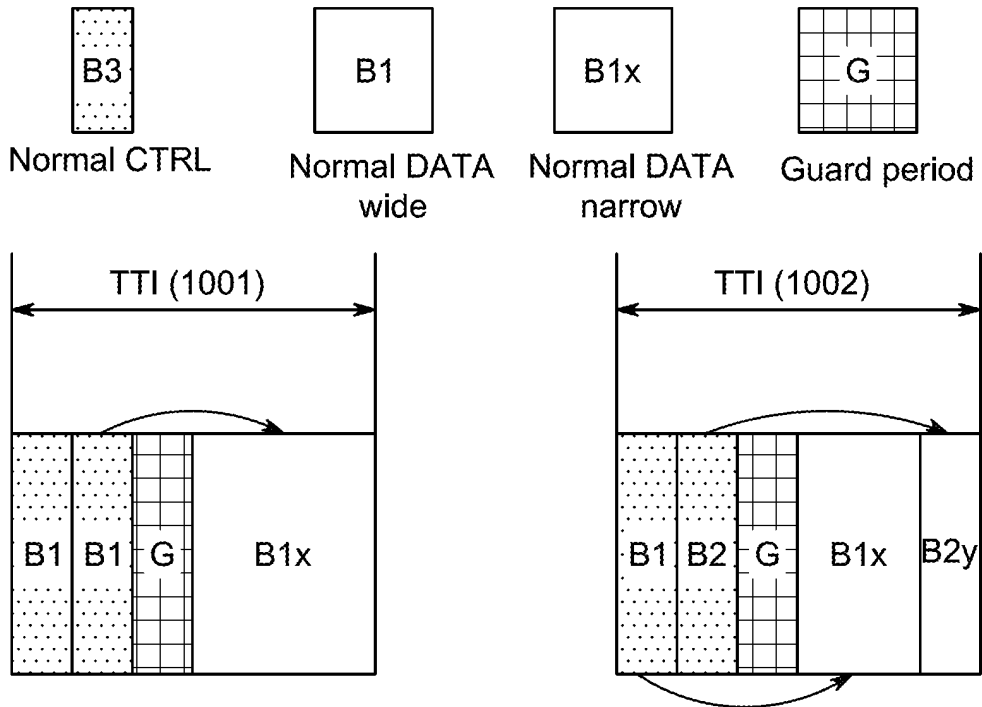 B3 B1 B1x G
Normal CTRL
Normal DATA
wide
Normal DATA
narrow
Guard period
TTI (1001)
TTI (1002)
B1 B1 G B1x
B1 B2 G B1x B2y